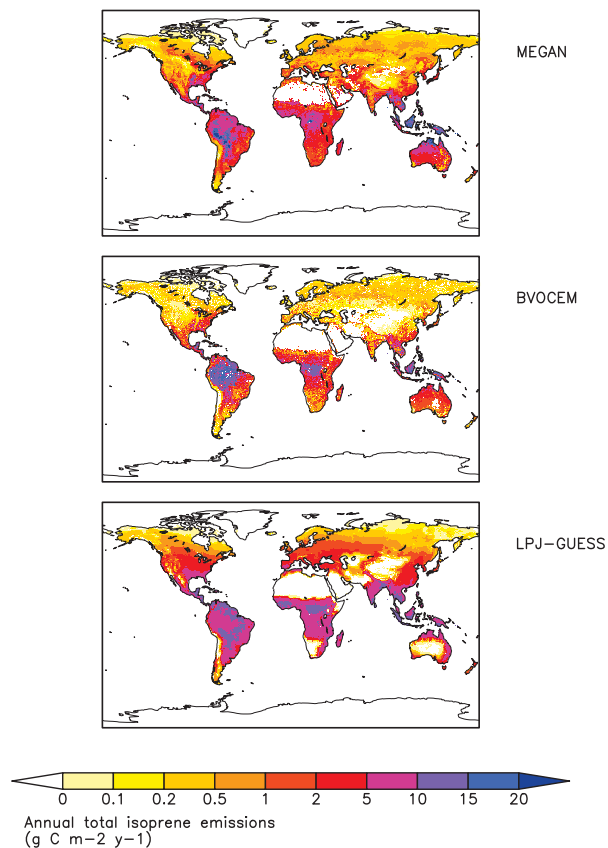 MEGAN
BVOCEM
LPJ-GUESS
0 0.1 0.2 0.5 1 2 5 10 15 20
Annual total isoprene emissions
(g C m-2 y-1)